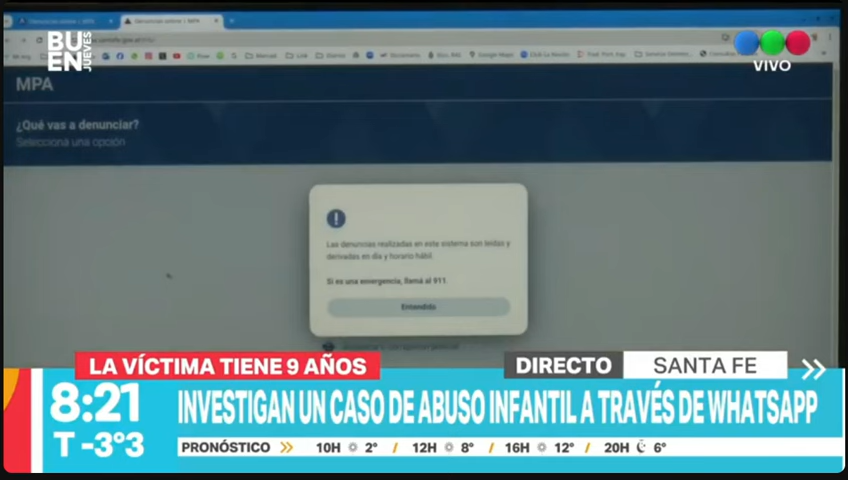 Denuncias online | MPA
BUEN
JUEVES
VIVO
MPA
¿Qué vas a denunciar?
Selecciona una opción
Las denuncias realizadas en este sistema son leídas y
derivadas en día y horario hábil.
Si es una emergencia, llamá al 911.
Entendido
LA VÍCTIMA TIENE 9 AÑOS
DIRECTO SANTA FE
8:21
INVESTIGAN UN CASO DE ABUSO INFANTIL A TRAVÉS DE WHATSAPP
T -3°3
PRONÓSTICO 10H 2° / 12H 8° / 16H 12° / 20H 6°